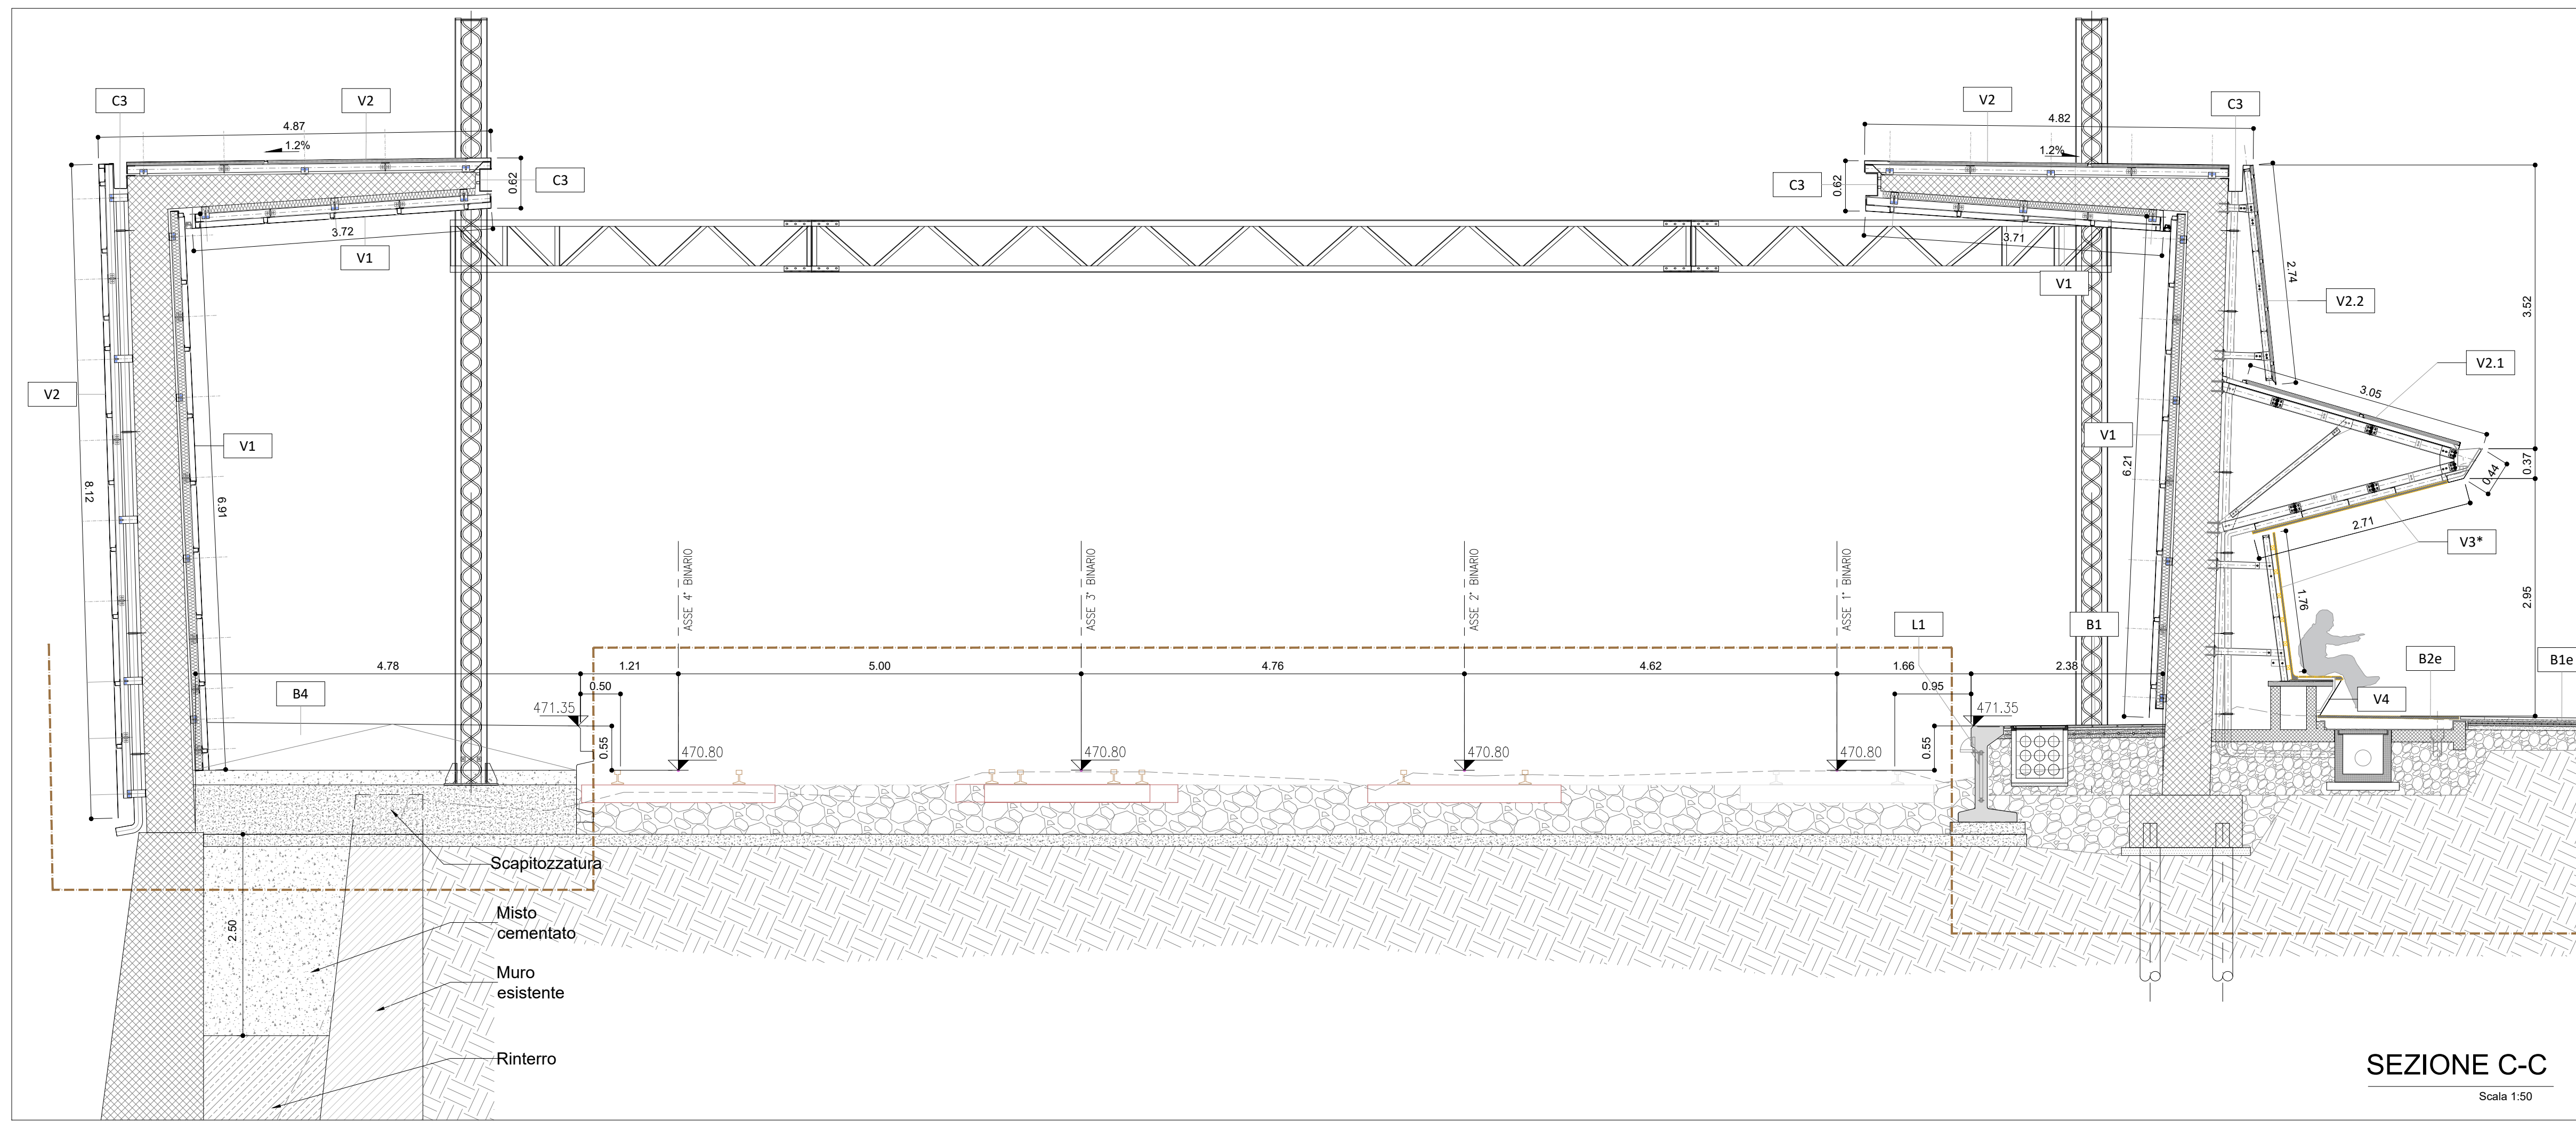 C3
V2
V2
C3
4.87
4.82
1.2%
1.2%
C3
C3
0.62
0.62
3.72
3.71
V1
V1
2.74
V2.2
3.52
V2.1
3.05
V2
V1
V1
8.12
6.91
6.21
0.44
0.37
2.71
V3*
ASSE 4° BINARIO
ASSE 3° BINARIO
ASSE 2° BINARIO
ASSE 1° BINARIO
1.76
2.95
L1
B1
B2e
B1e
4.78
1.21
5.00
4.76
4.62
1.66
2.38
B4
0.50
0.95
V4
471.35
471.35
0.55
470.80
470.80
470.80
470.80
0.55
Scapitozzatura
Misto
cementato
2.50
Muro
esistente
Rinterro
SEZIONE C-C
Scala 1:50